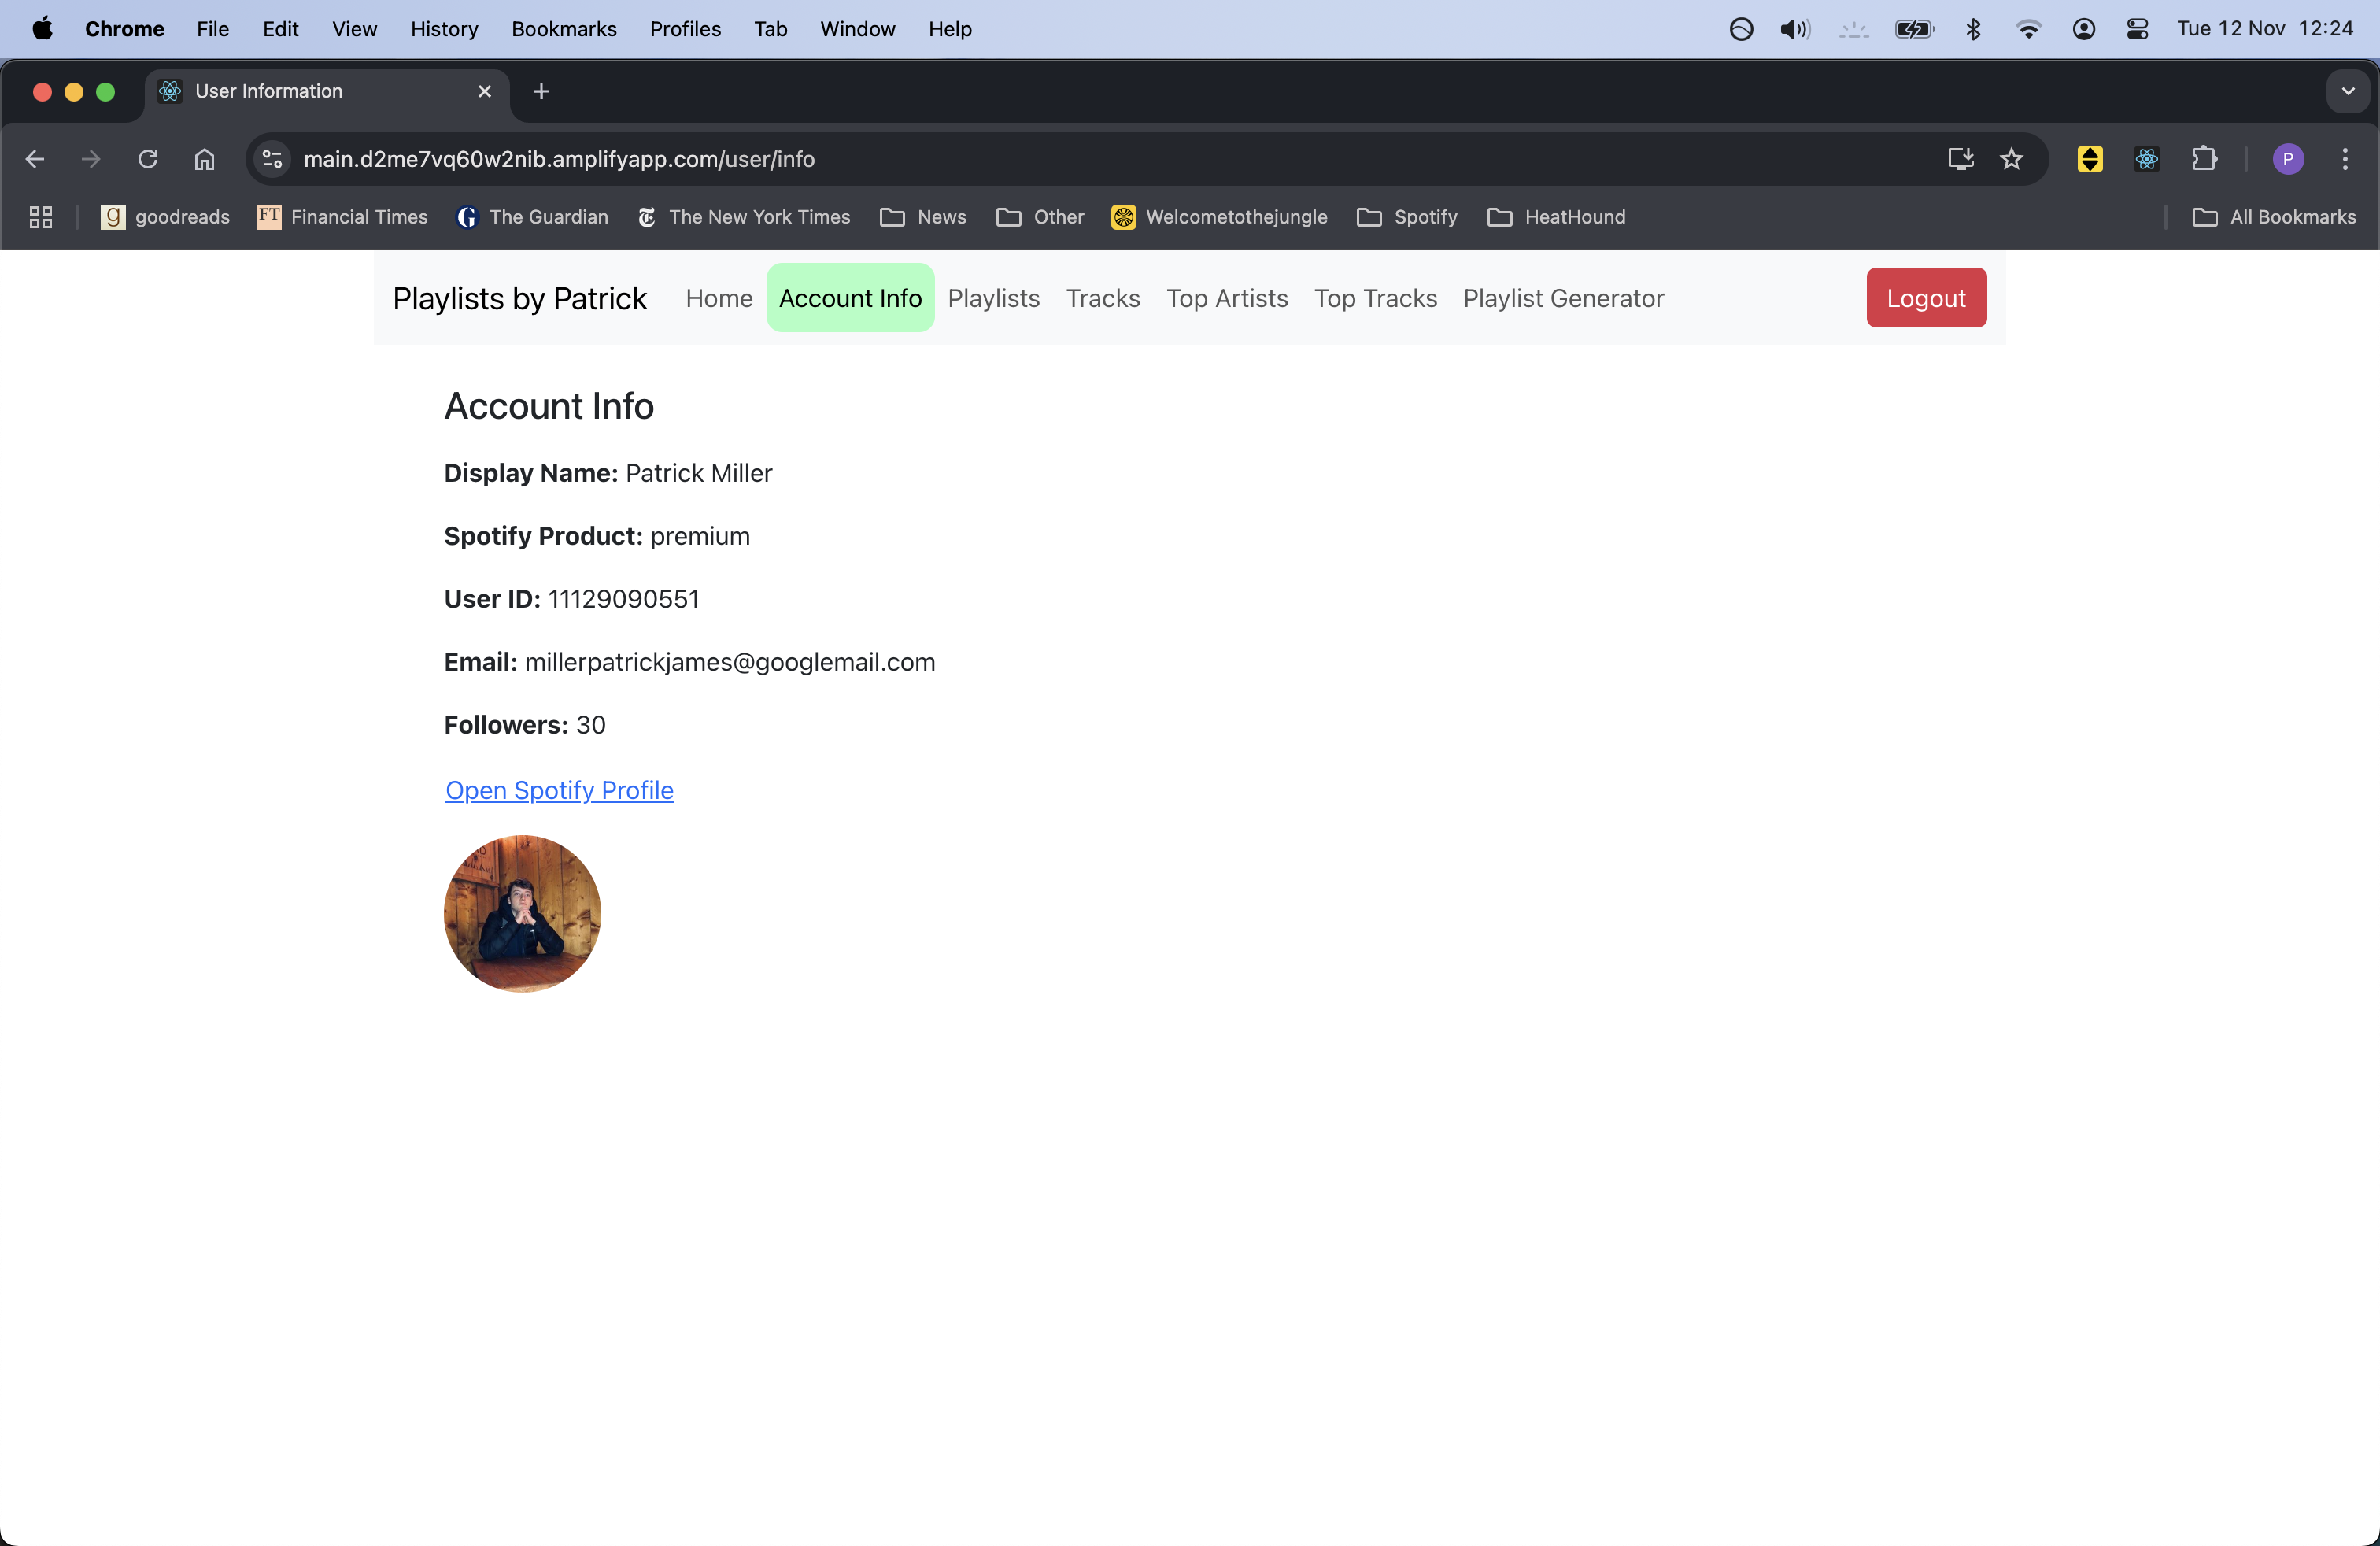 Chrome File Edit View History Bookmarks Profiles Tab Window Help Tue 12 Nov 12:24
User Information
main.d2me7vq60w2nib.amplifyapp.com/user/info P
g goodreads FT Financial Times G The Guardian The New York Times News Other Welcometothejungle Spotify HeatHound All Bookmarks
Playlists by Patrick Home Account Info Playlists Tracks Top Artists Top Tracks Playlist Generator Logout
Account Info
Display Name: Patrick Miller
Spotify Product: premium
User ID: 11129090551
Email: millerpatrickjames@googlemail.com
Followers: 30
Open Spotify Profile